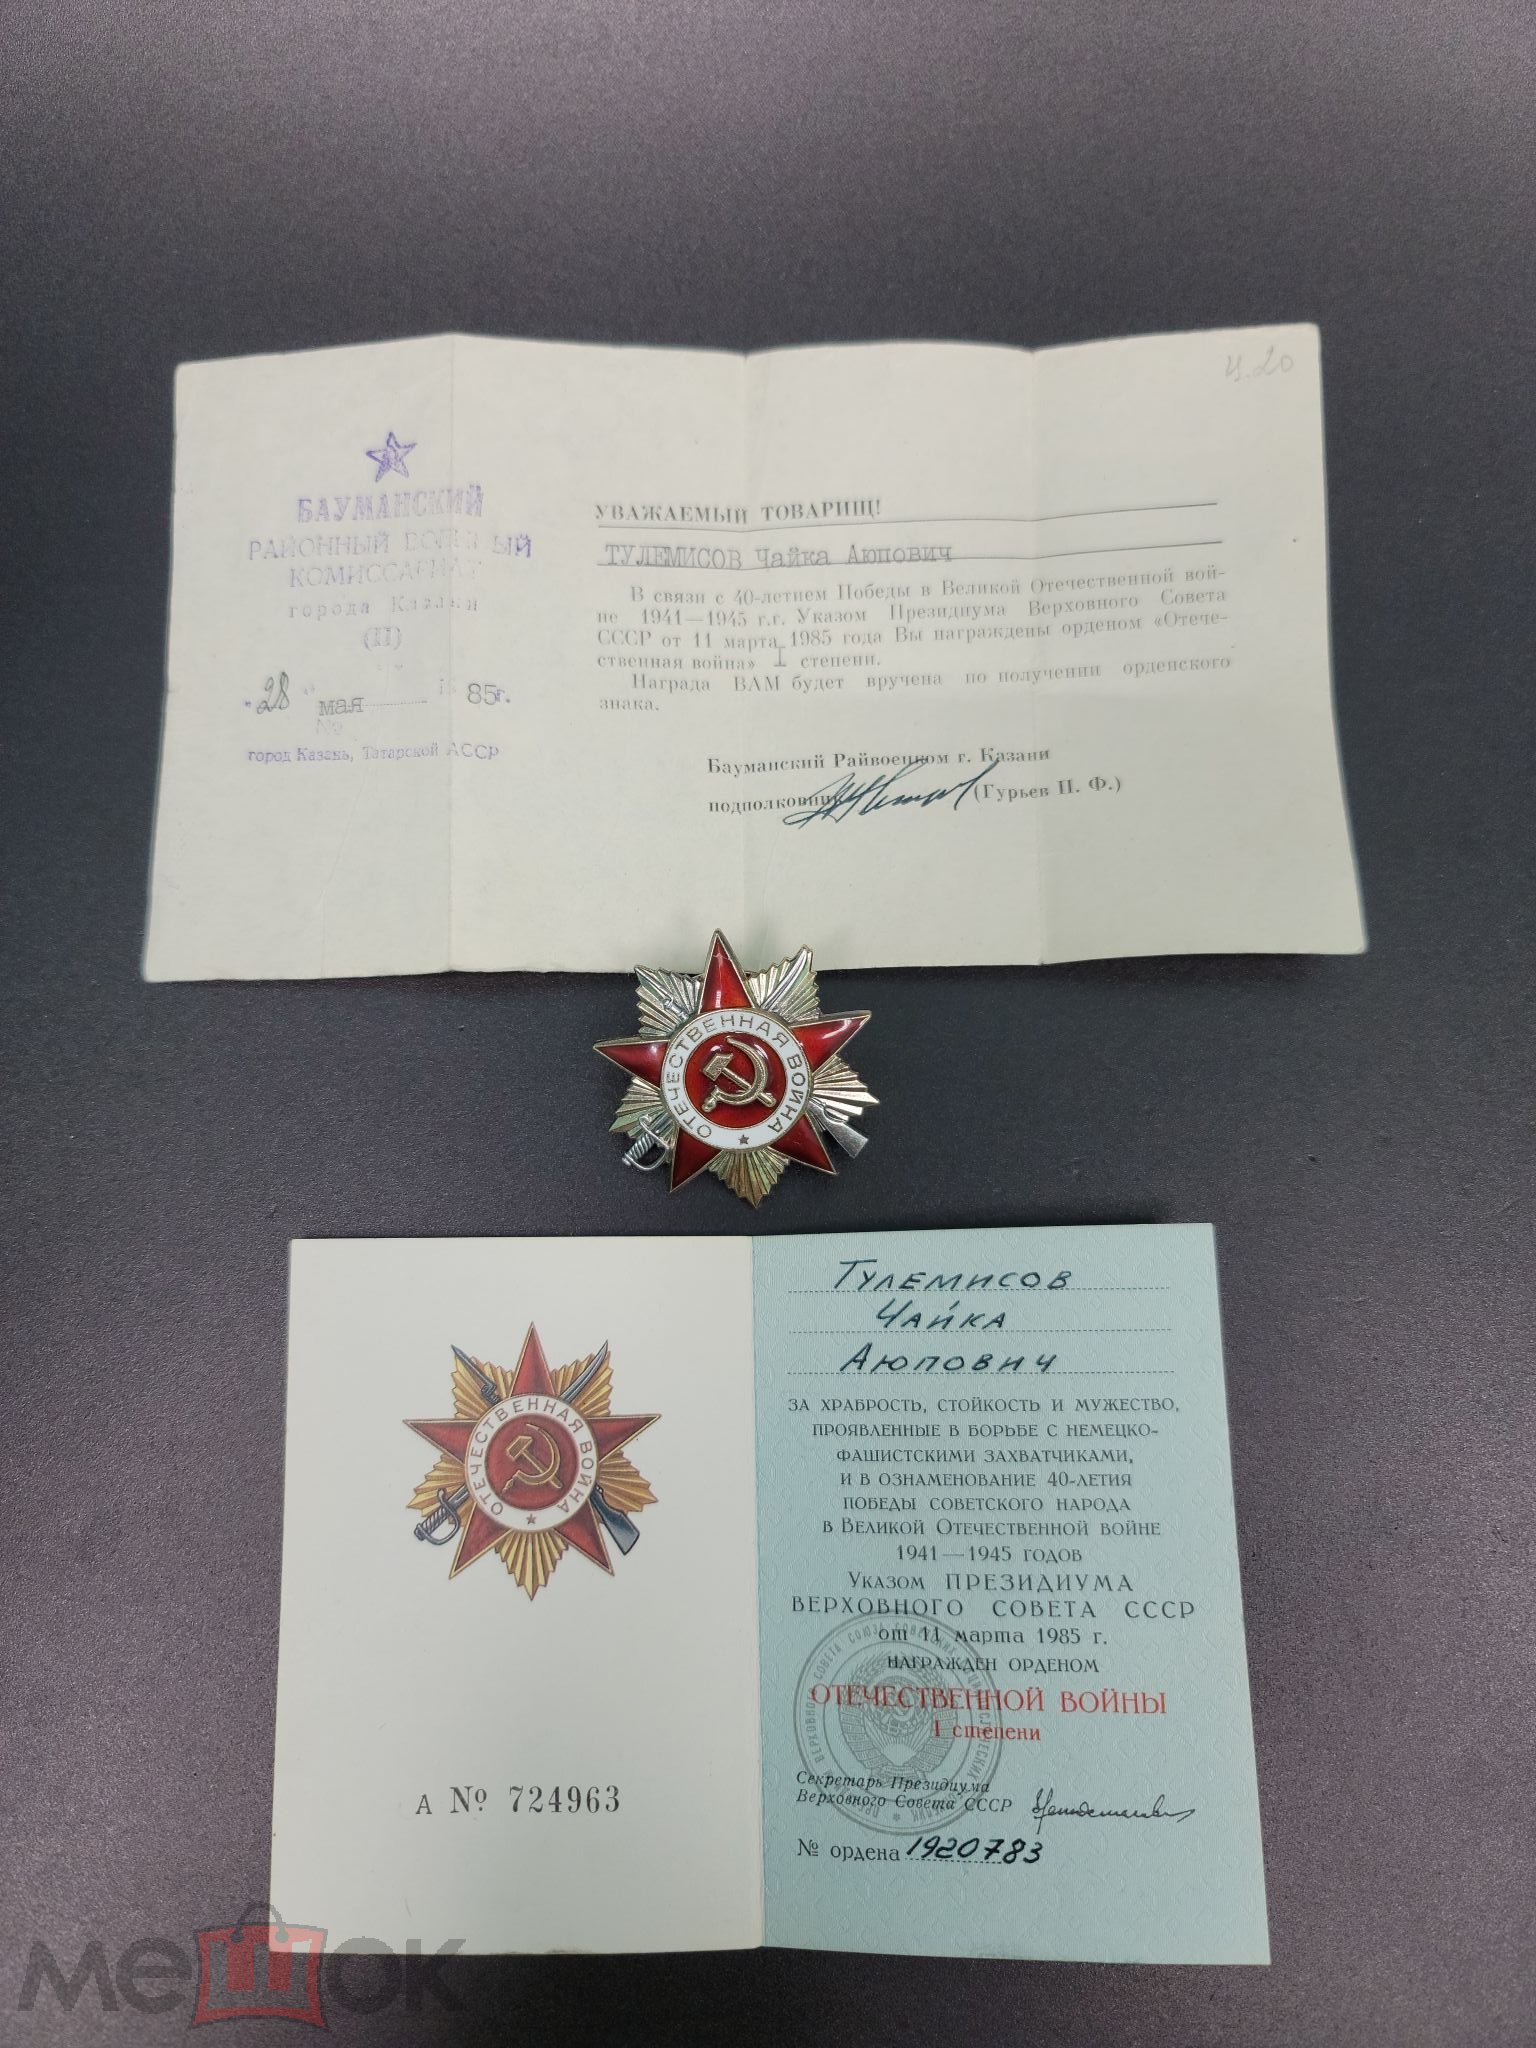 Ч.20
БАУМАНСКИЙ
РАЙОННЫЙ ВОЕННЫЙ
КОМИССАРИАТ
города Казани
(II)
"28" мая 1985г.
№
город Казань, Татарской АССР
УВАЖАЕМЫЙ ТОВАРИЩ!
ТУЛЕМИСОВ Чайка Аюпович
В связи с 40-летием Победы в Великой Отечественной вой-
не 1941—1945 г.г. Указом Президиума Верховного Совета
СССР от 11 марта 1985 года Вы награждены орденом «Отече-
ственная война» I степени.
Награда ВАМ будет вручена по получении орденского
знака.
Бауманский Райвоенком г. Казани
подполковник (Гурьев П. Ф.)
ОТЕЧЕСТВЕННАЯ ВОЙНА
ОТЕЧЕСТВЕННАЯ ВОЙНА
А № 724963
ТУЛЕМИСОВ
ЧАЙКА
АЮПОВИЧ
ЗА ХРАБРОСТЬ, СТОЙКОСТЬ И МУЖЕСТВО,
ПРОЯВЛЕННЫЕ В БОРЬБЕ С НЕМЕЦКО-
ФАШИСТСКИМИ ЗАХВАТЧИКАМИ,
И В ОЗНАМЕНОВАНИЕ 40-ЛЕТИЯ
ПОБЕДЫ СОВЕТСКОГО НАРОДА
В ВЕЛИКОЙ ОТЕЧЕСТВЕННОЙ ВОЙНЕ
1941—1945 ГОДОВ
УКАЗОМ ПРЕЗИДИУМА
ВЕРХОВНОГО СОВЕТА СССР
от 11 марта 1985 г.
НАГРАЖДЕН ОРДЕНОМ
ОТЕЧЕСТВЕННОЙ ВОЙНЫ
I степени
Секретарь Президиума
Верховного Совета СССР
№ ордена 1920783
мешок